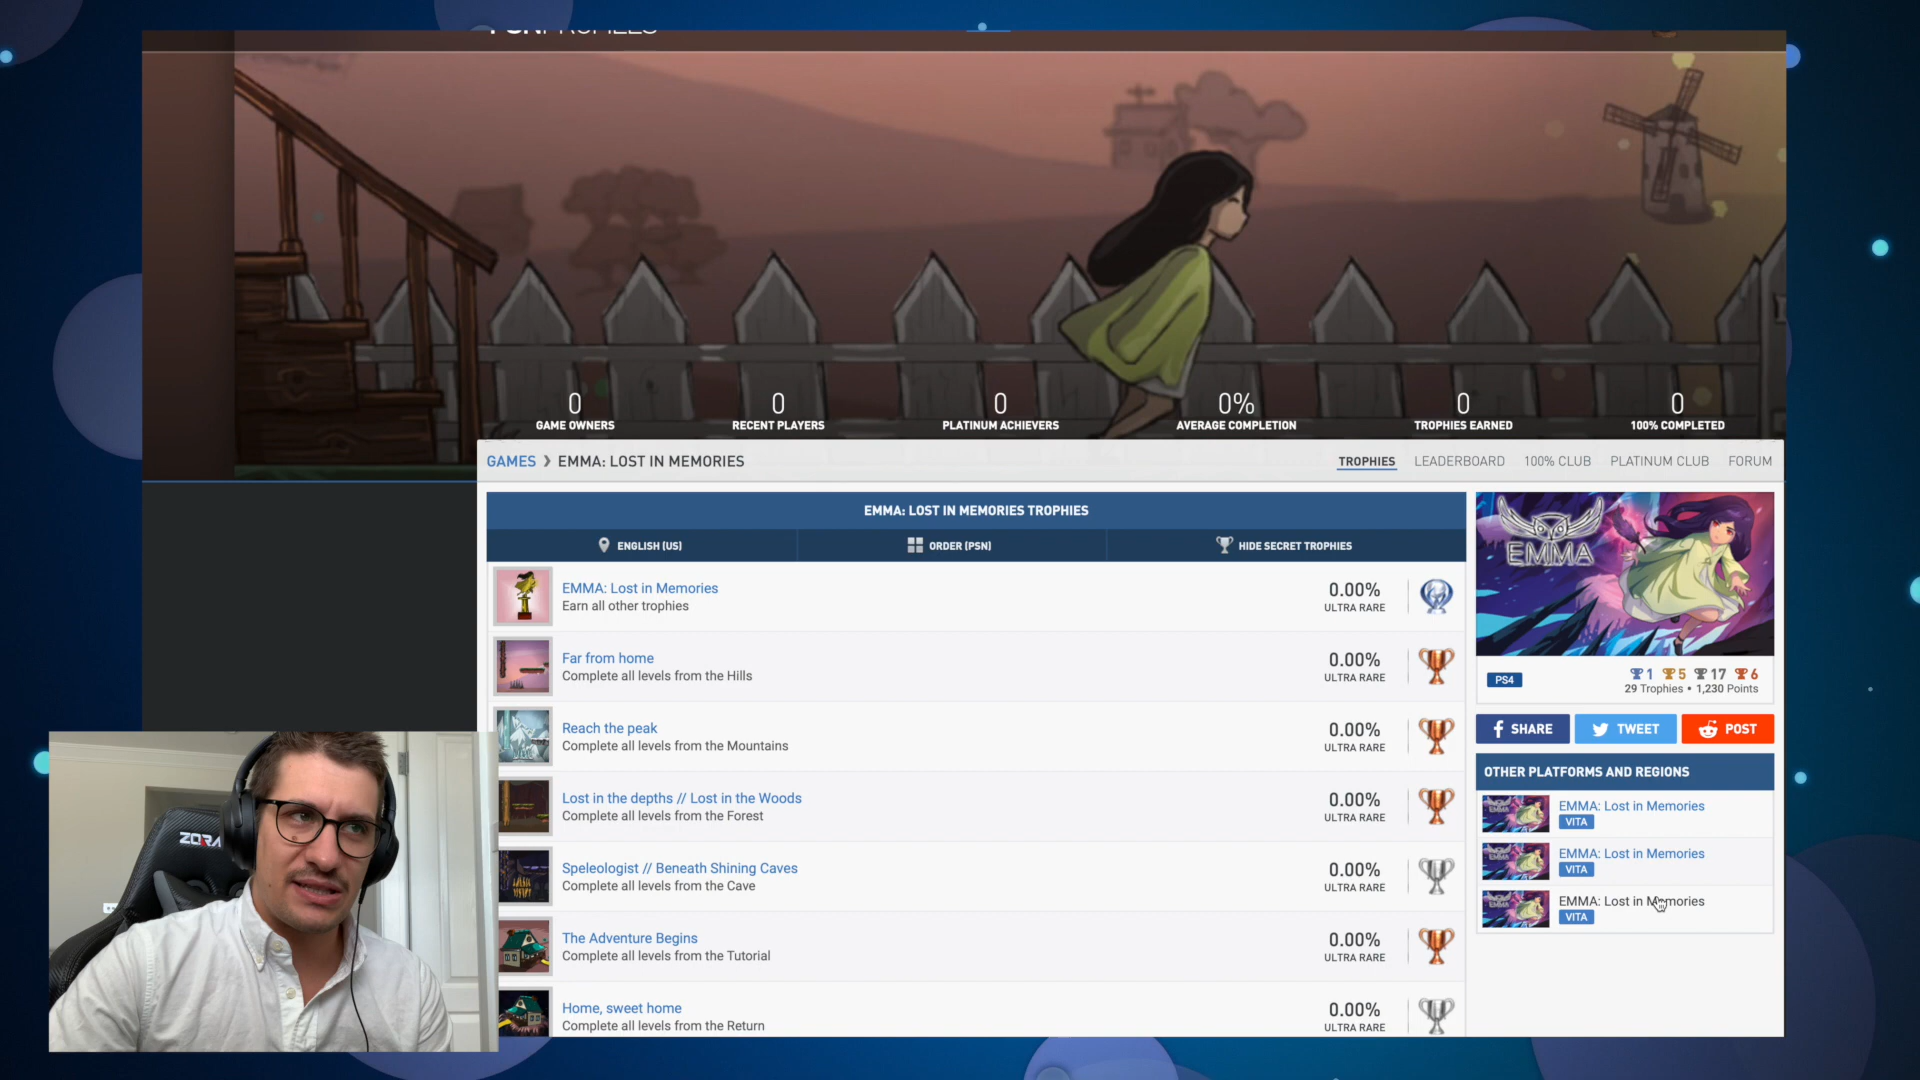 PSNPROFILES
0
GAME OWNERS
0
RECENT PLAYERS
0
PLATINUM ACHIEVERS
0%
AVERAGE COMPLETION
0
TROPHIES EARNED
0
100% COMPLETED
GAMES ❯ EMMA: LOST IN MEMORIES
TROPHIES LEADERBOARD 100% CLUB PLATINUM CLUB FORUM
EMMA: LOST IN MEMORIES TROPHIES
ENGLISH (US) ORDER (PSN) HIDE SECRET TROPHIES
EMMA: Lost in Memories
Earn all other trophies
0.00%
ULTRA RARE
Far from home
Complete all levels from the Hills
0.00%
ULTRA RARE
Reach the peak
Complete all levels from the Mountains
0.00%
ULTRA RARE
Lost in the depths // Lost in the Woods
Complete all levels from the Forest
0.00%
ULTRA RARE
Speleologist // Beneath Shining Caves
Complete all levels from the Cave
0.00%
ULTRA RARE
The Adventure Begins
Complete all levels from the Tutorial
0.00%
ULTRA RARE
Home, sweet home
Complete all levels from the Return
0.00%
ULTRA RARE
EMMA
PS4
1 5 17 6
29 Trophies • 1,230 Points
SHARE TWEET POST
OTHER PLATFORMS AND REGIONS
EMMA: Lost in Memories
VITA
EMMA: Lost in Memories
VITA
EMMA: Lost in Memories
VITA
ZORA